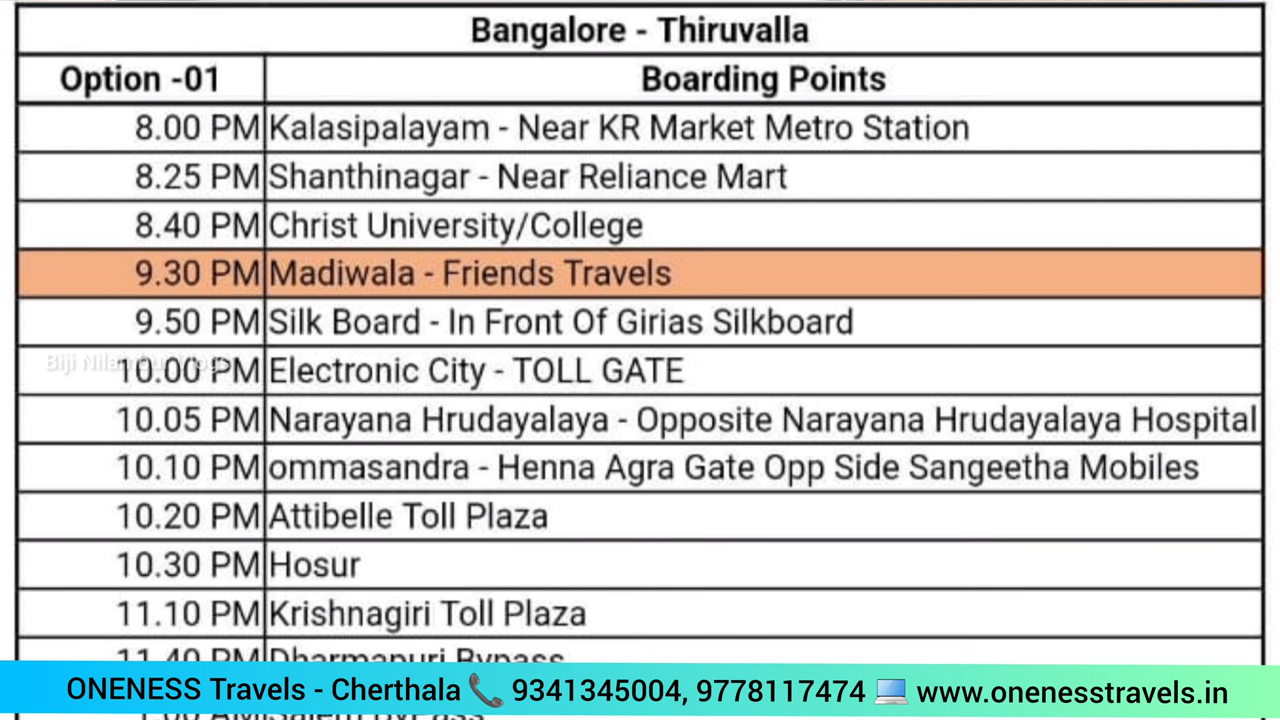 Bangalore - Thiruvalla
Option -01 Boarding Points
8.00 PM Kalasipalayam - Near KR Market Metro Station
8.25 PM Shanthinagar - Near Reliance Mart
8.40 PM Christ University/College
9.30 PM Madiwala - Friends Travels
9.50 PM Silk Board - In Front Of Girias Silkboard
10.00 PM Electronic City - TOLL GATE
10.05 PM Narayana Hrudayalaya - Opposite Narayana Hrudayalaya Hospital
10.10 PM ommasandra - Henna Agra Gate Opp Side Sangeetha Mobiles
10.20 PM Attibelle Toll Plaza
10.30 PM Hosur
11.10 PM Krishnagiri Toll Plaza
11.40 PM Dharmapuri Bypass
ONENESS Travels - Cherthala 9341345004, 9778117474 www.onenesstravels.in